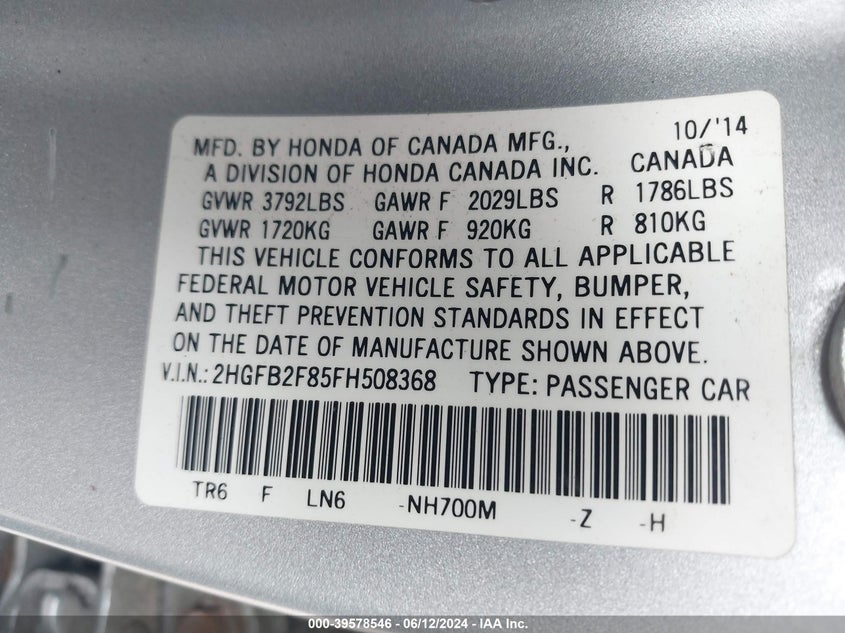 10/'14
MFD. BY HONDA OF CANADA MFG.,
A DIVISION OF HONDA CANADA INC. CANADA
GVWR 3792LBS GAWR F 2029LBS R 1786LBS
GVWR 1720KG GAWR F 920KG R 810KG
THIS VEHICLE CONFORMS TO ALL APPLICABLE
FEDERAL MOTOR VEHICLE SAFETY, BUMPER,
AND THEFT PREVENTION STANDARDS IN EFFECT
ON THE DATE OF MANUFACTURE SHOWN ABOVE.
V.I.N.: 2HGFB2F85FH508368 TYPE: PASSENGER CAR
TR6 F LN6 -NH700M -Z -H
000-39578546 - 06/12/2024 - IAA Inc.